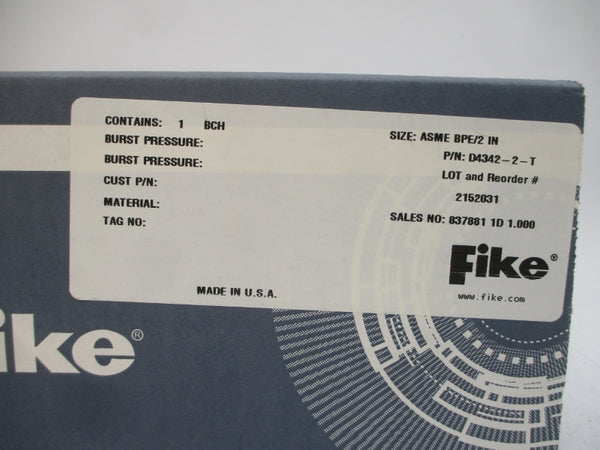 CONTAINS: 1 BCH
BURST PRESSURE:
BURST PRESSURE:
CUST P/N:
MATERIAL:
TAG NO:
SIZE: ASME BPE/2 IN
P/N: D4342-2-T
LOT and Reorder #
2152031
SALES NO: 837881 1D 1.000
Fike®
www.fike.com
MADE IN U.S.A.
ike®